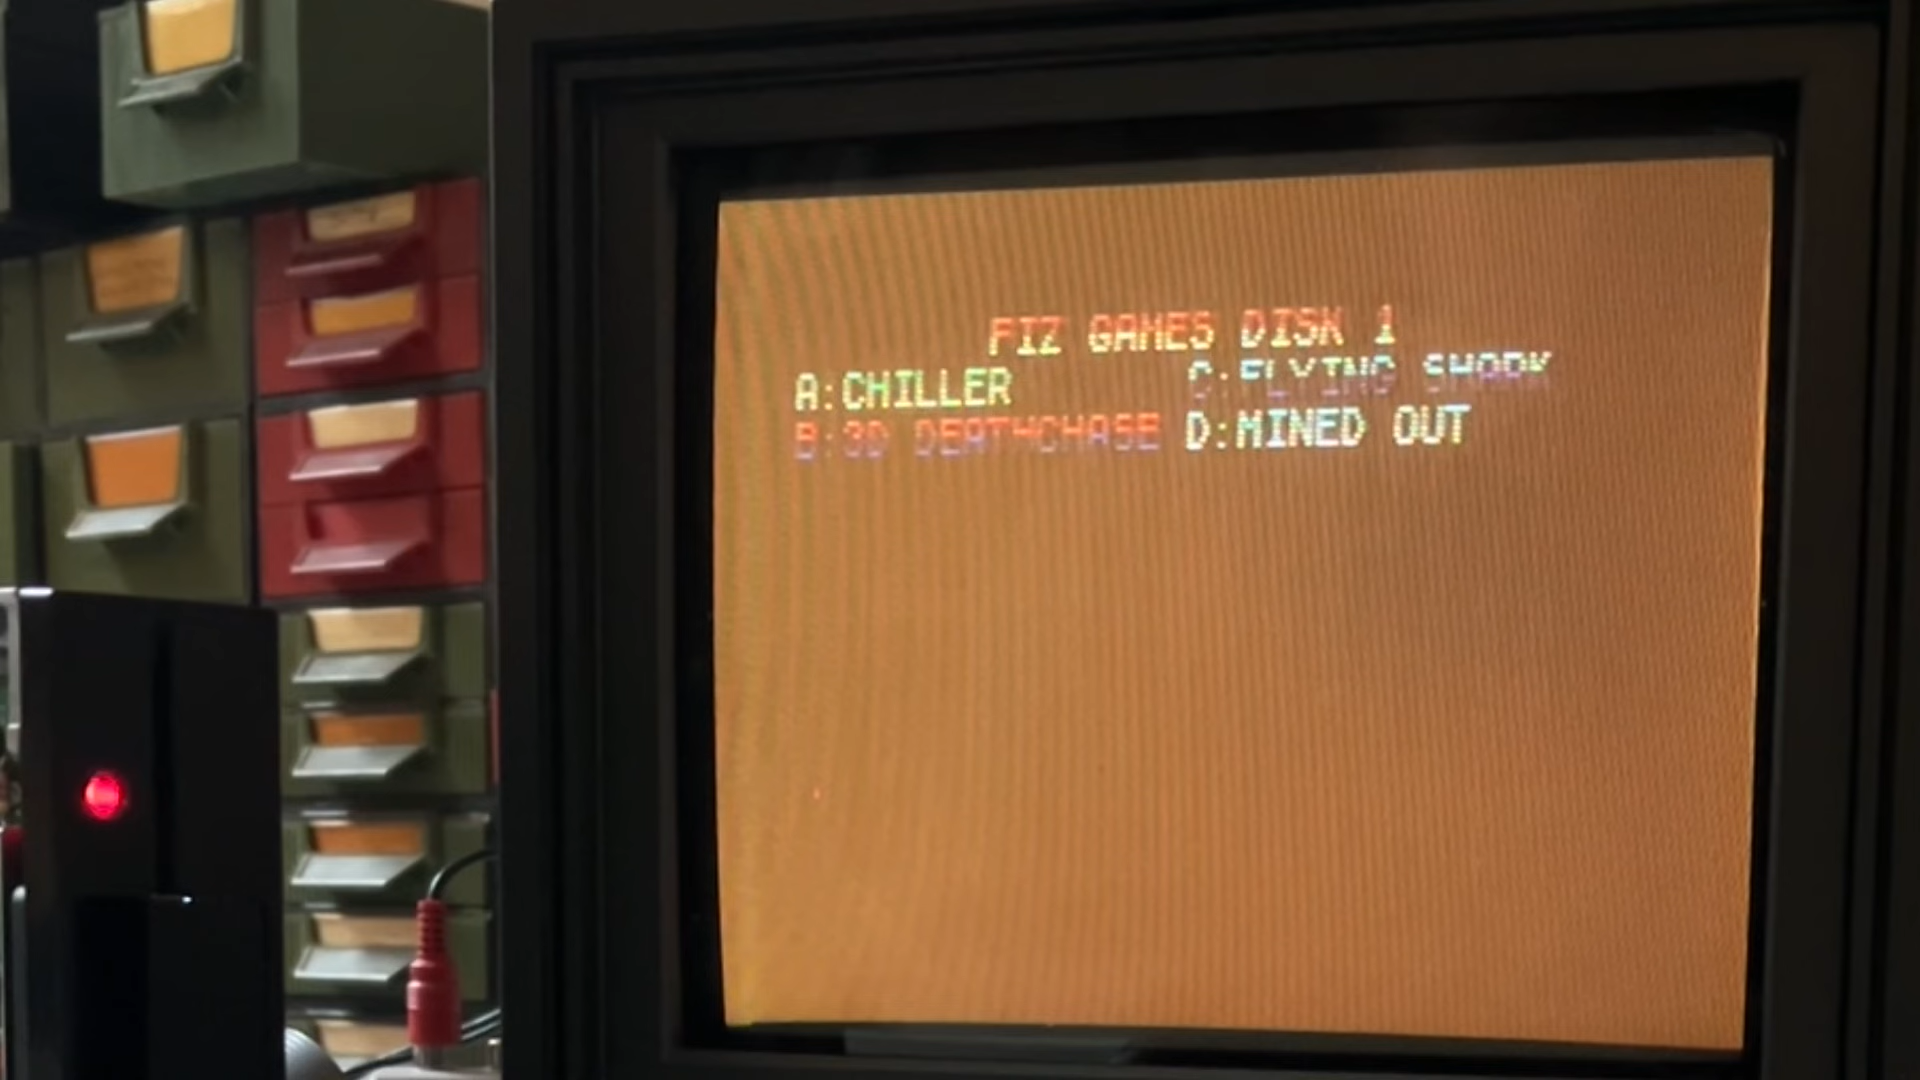 FIZ GAMES DISK 1
A:CHILLER C:FLYING SHARK
B:3D DEATHCHASE D:MINED OUT